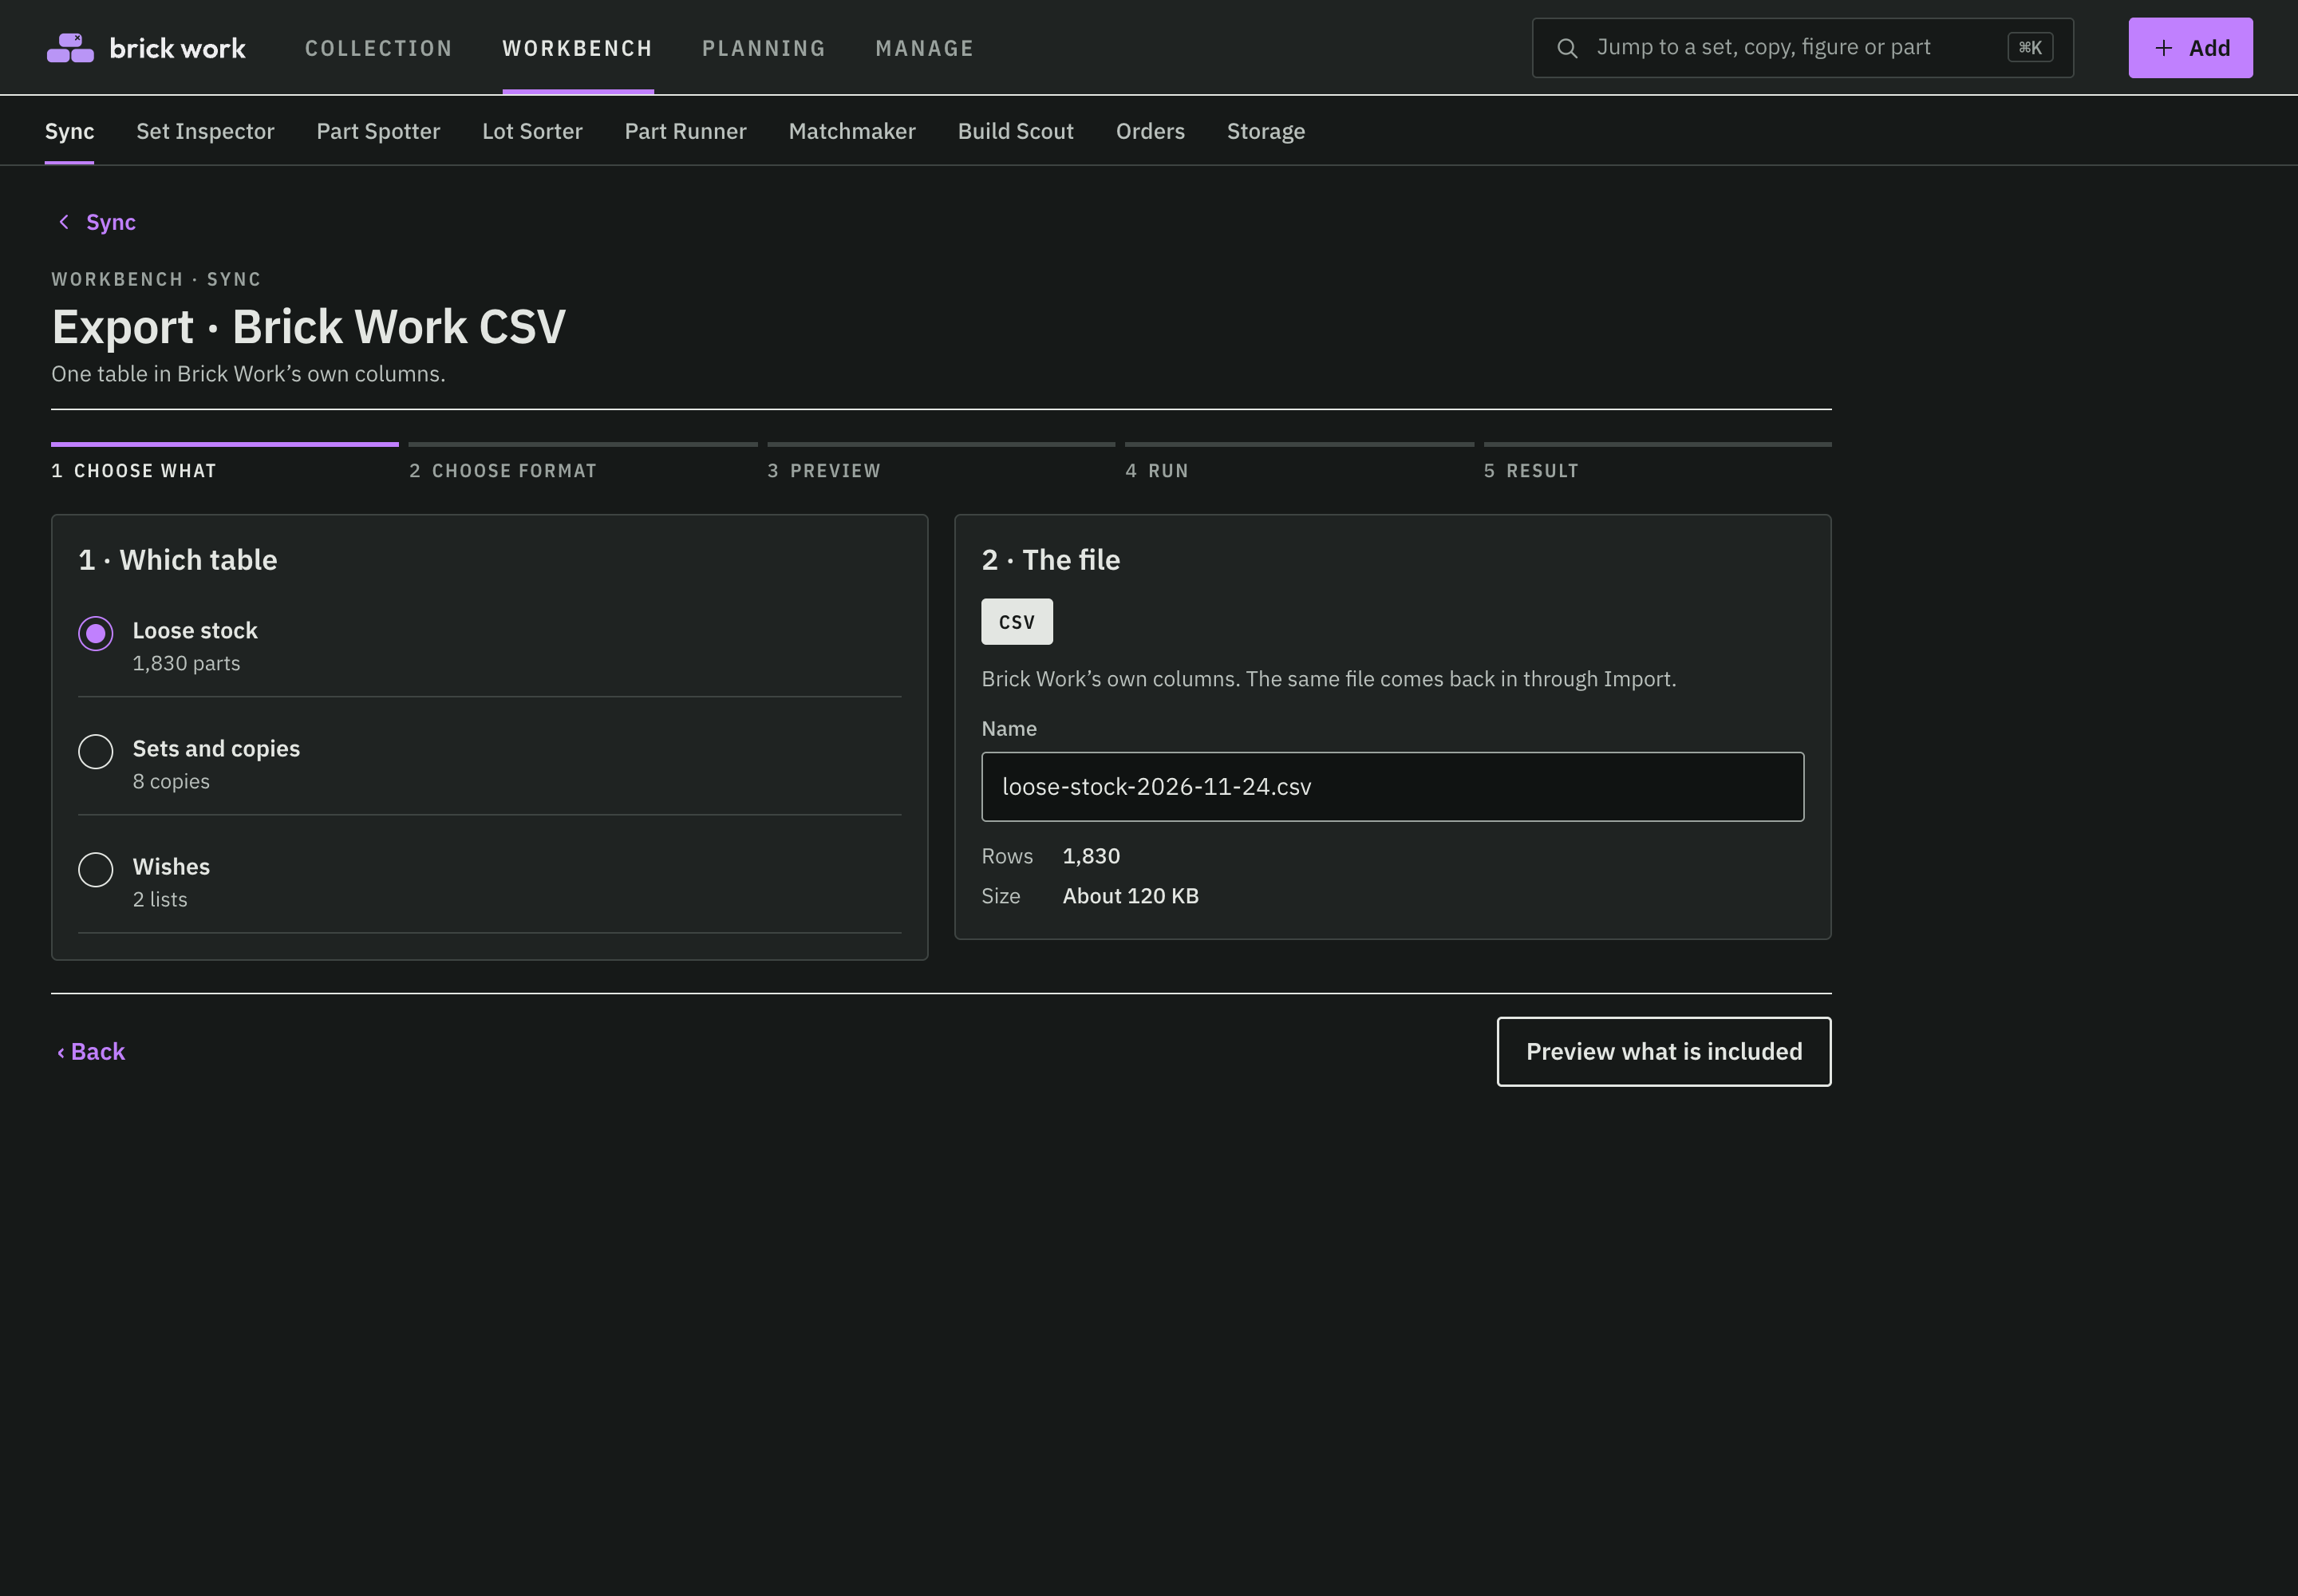 brick work
COLLECTION
WORKBENCH
PLANNING
MANAGE
Jump to a set, copy, figure or part
⌘K
+ Add
Sync
Set Inspector
Part Spotter
Lot Sorter
Part Runner
Matchmaker
Build Scout
Orders
Storage
‹ Sync
WORKBENCH · SYNC
Export · Brick Work CSV
One table in Brick Work’s own columns.
1 CHOOSE WHAT
2 CHOOSE FORMAT
3 PREVIEW
4 RUN
5 RESULT
1 · Which table
Loose stock
1,830 parts
Sets and copies
8 copies
Wishes
2 lists
2 · The file
CSV
Brick Work’s own columns. The same file comes back in through Import.
Name
loose-stock-2026-11-24.csv
Rows 1,830
Size About 120 KB
‹ Back
Preview what is included